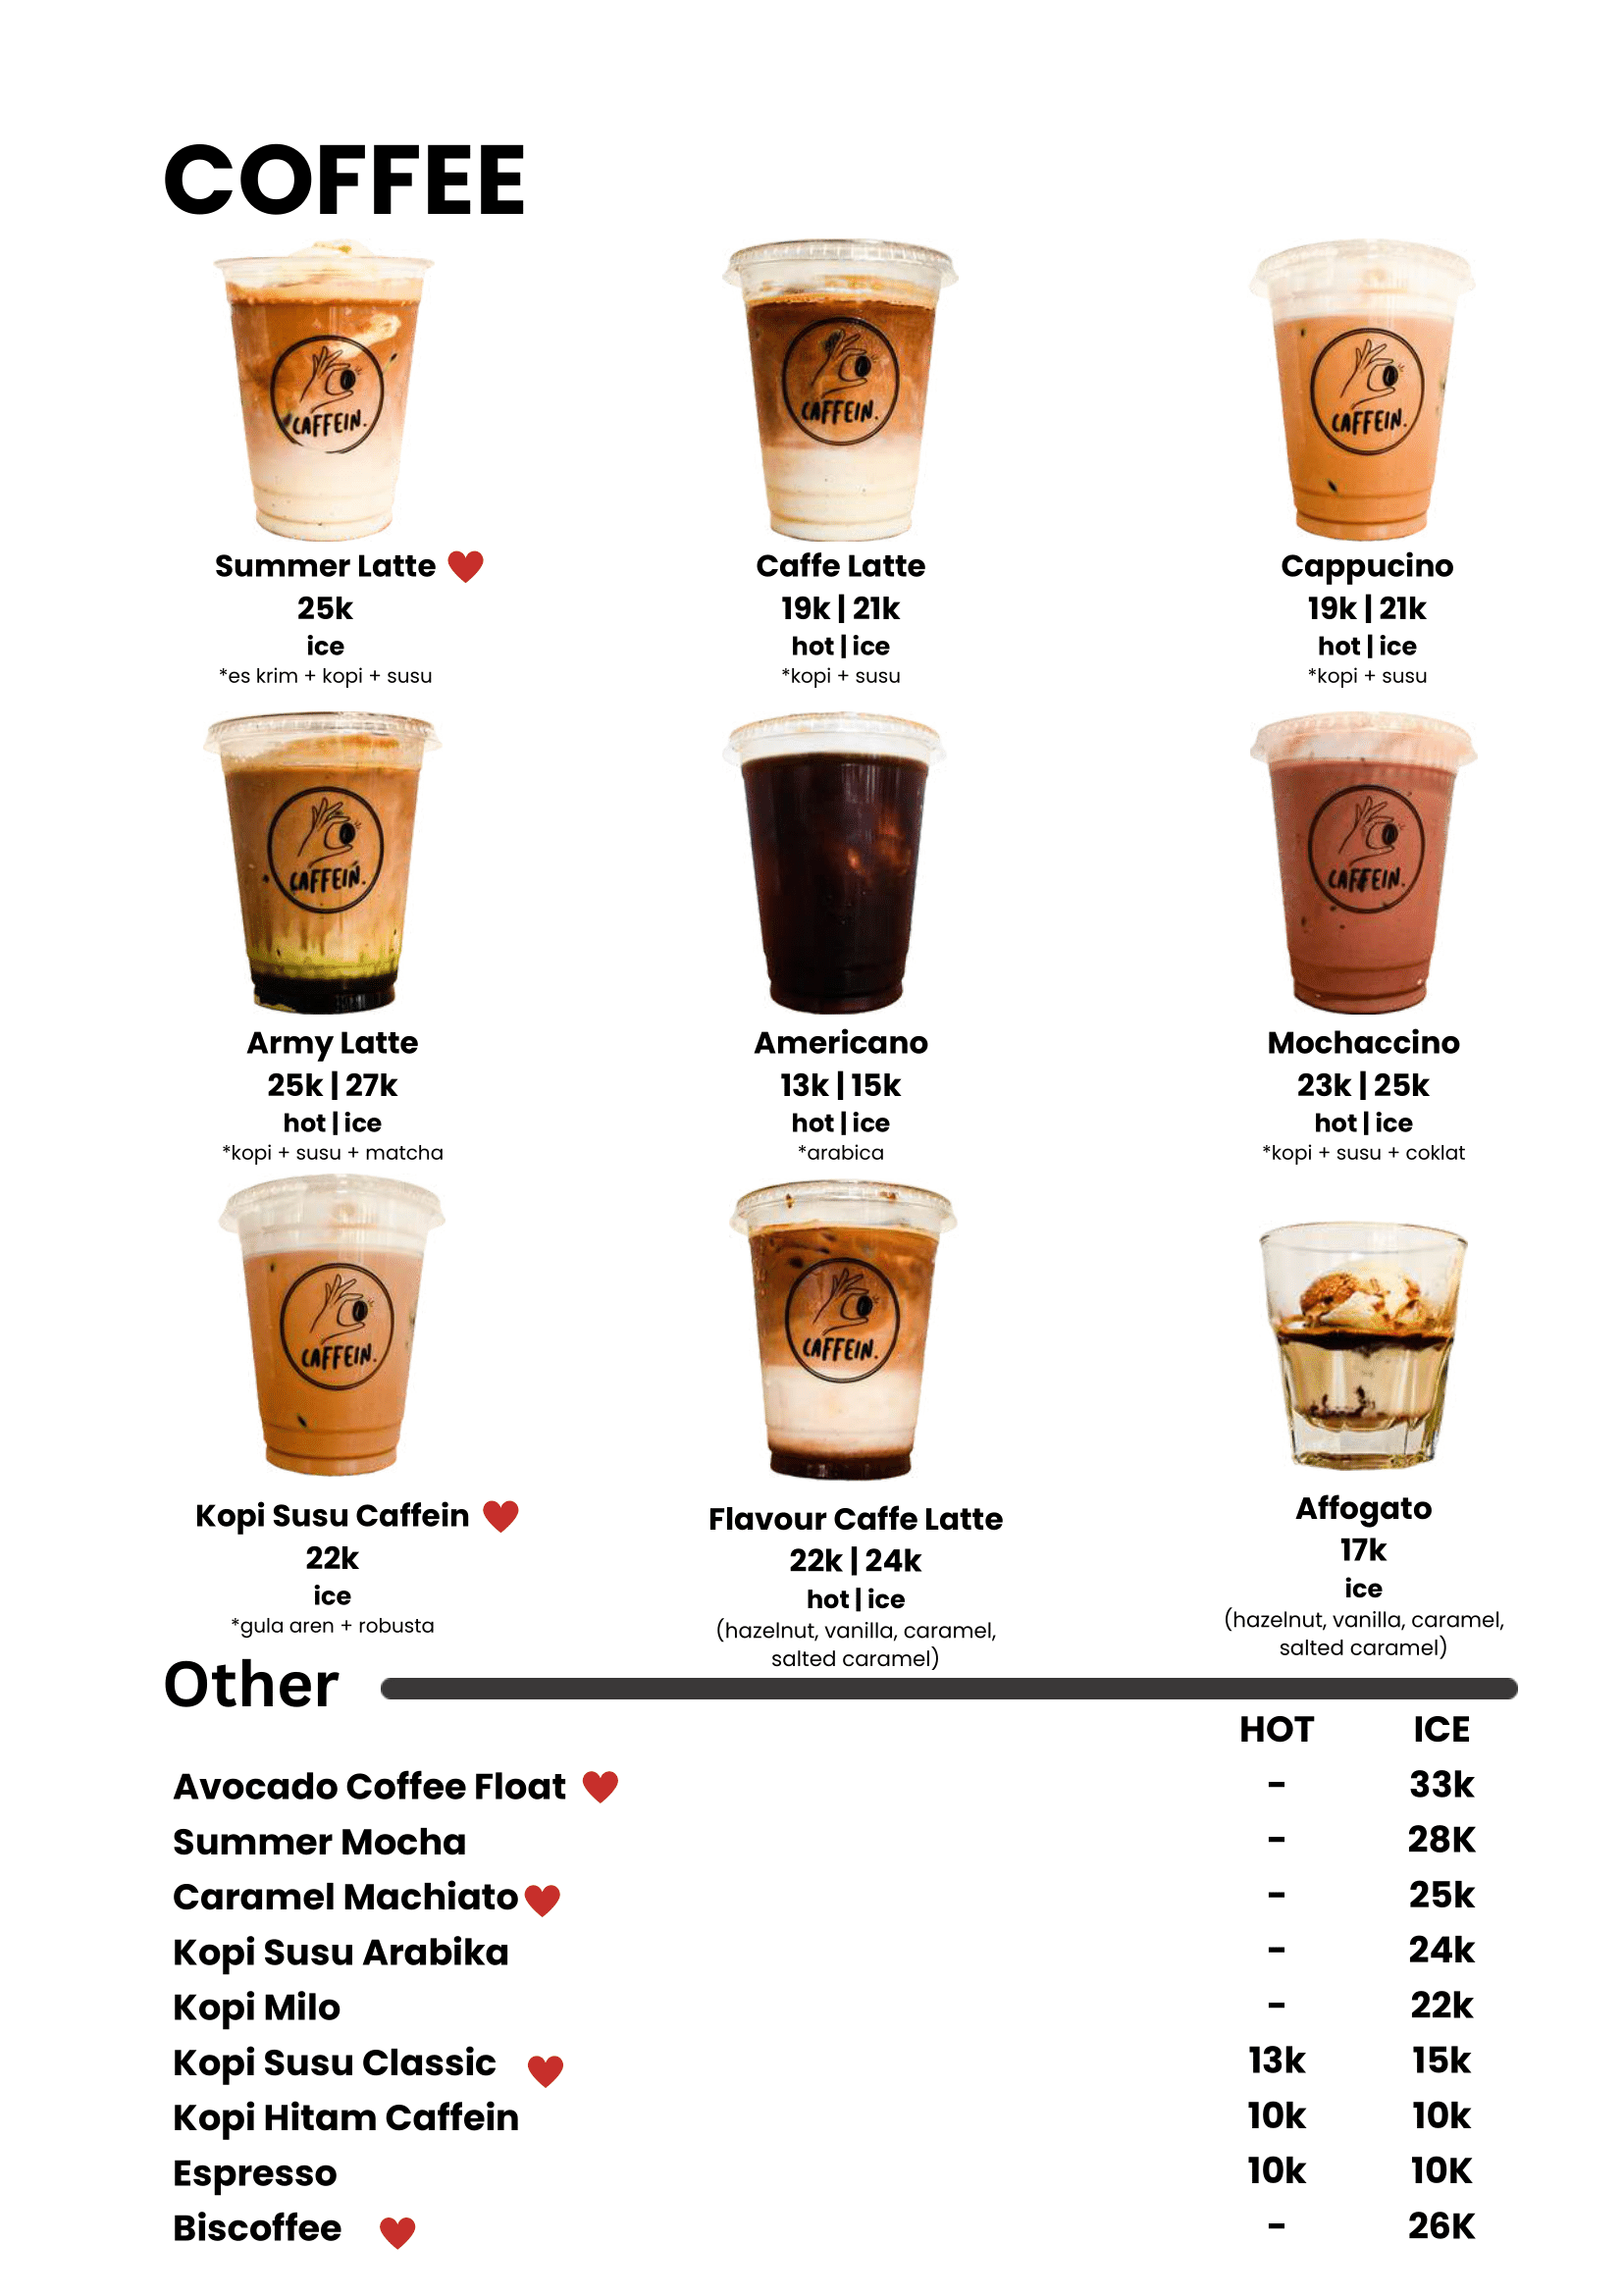 COFFEE
CAFFEIN.
CAFFEIN.
CAFFEIN.
Summer Latte
25k
ice
*es krim + kopi + susu
Caffe Latte
19k | 21k
hot | ice
*kopi + susu
Cappucino
19k | 21k
hot | ice
*kopi + susu
CAFFEIN.
CAFFEIN.
Army Latte
25k | 27k
hot | ice
*kopi + susu + matcha
Americano
13k | 15k
hot | ice
*arabica
Mochaccino
23k | 25k
hot | ice
*kopi + susu + coklat
CAFFEIN.
CAFFEIN.
Kopi Susu Caffein
22k
ice
*gula aren + robusta
Flavour Caffe Latte
22k | 24k
hot | ice
(hazelnut, vanilla, caramel,
salted caramel)
Affogato
17k
ice
(hazelnut, vanilla, caramel,
salted caramel)
Other
HOT ICE
Avocado Coffee Float - 33k
Summer Mocha - 28K
Caramel Machiato - 25k
Kopi Susu Arabika - 24k
Kopi Milo - 22k
Kopi Susu Classic 13k 15k
Kopi Hitam Caffein 10k 10k
Espresso 10k 10K
Biscoffee - 26K